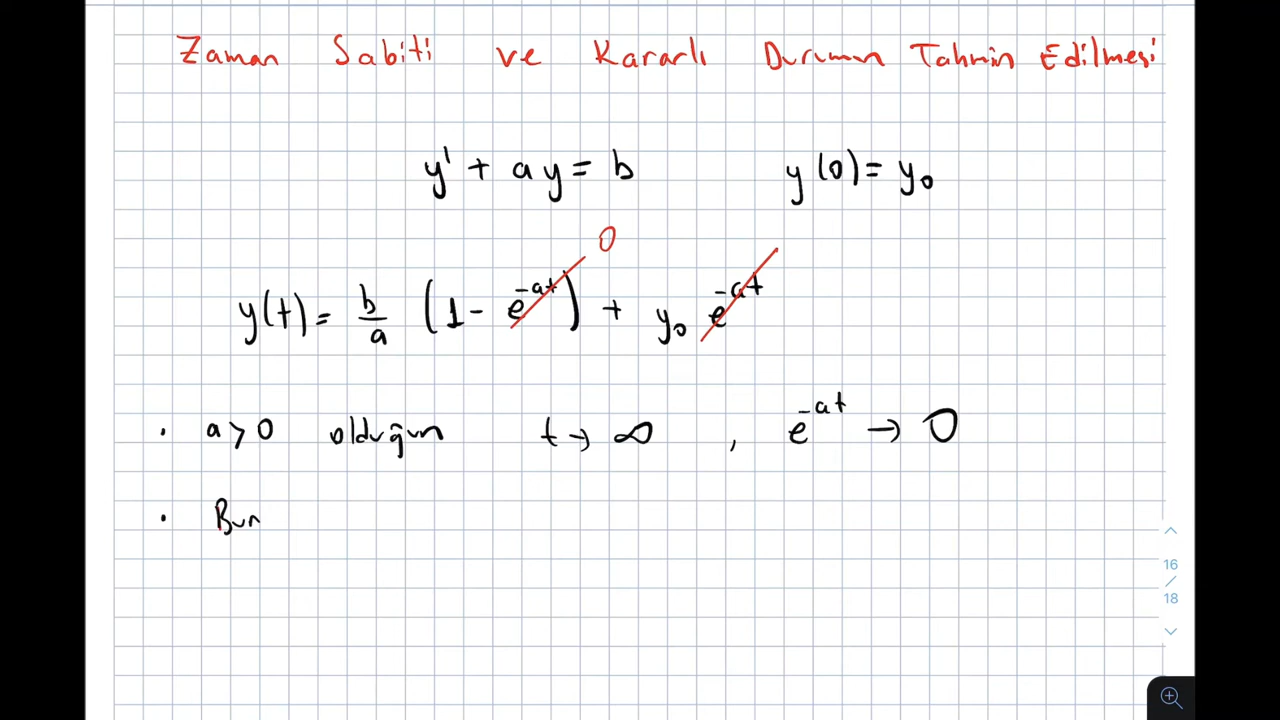 Zaman Sabiti ve Kararlı Durumun Tahmin Edilmesi
y' + ay = b y(0) = y₀
0
y(t) = b/a (1 - e^-at) + y₀ e^-at
· a > 0 olduğun t → ∞ , e^-at → 0
· Bun
16
/
18